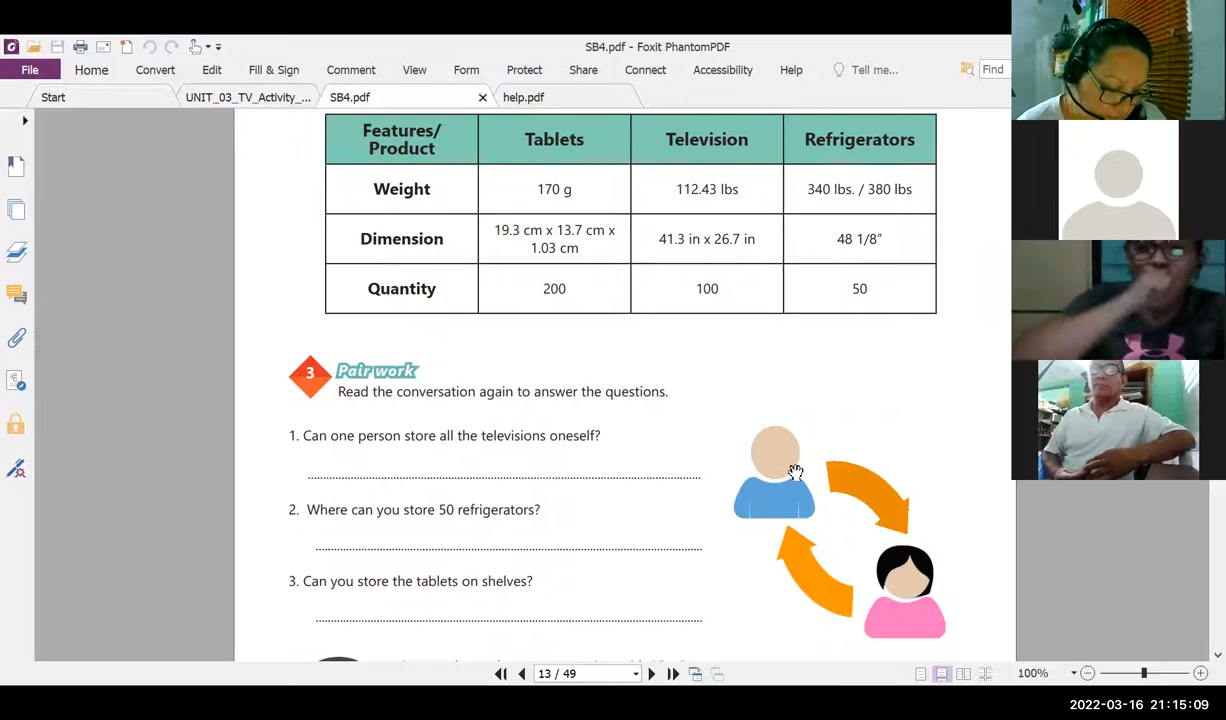 SB4.pdf - Foxit PhantomPDF
File Home Convert Edit Fill & Sign Comment View Form Protect Share Connect Accessibility Help Tell me... Find
Start UNIT_03_TV_Activity_... SB4.pdf help.pdf
Features/ Product Tablets Television Refrigerators
Weight 170 g 112.43 lbs 340 lbs. / 380 lbs
Dimension 19.3 cm x 13.7 cm x 1.03 cm 41.3 in x 26.7 in 48 1/8"
Quantity 200 100 50
3 Pair work
Read the conversation again to answer the questions.
1. Can one person store all the televisions oneself?
2. Where can you store 50 refrigerators?
3. Can you store the tablets on shelves?
13 / 49 100%
2022-03-16 21:15:09